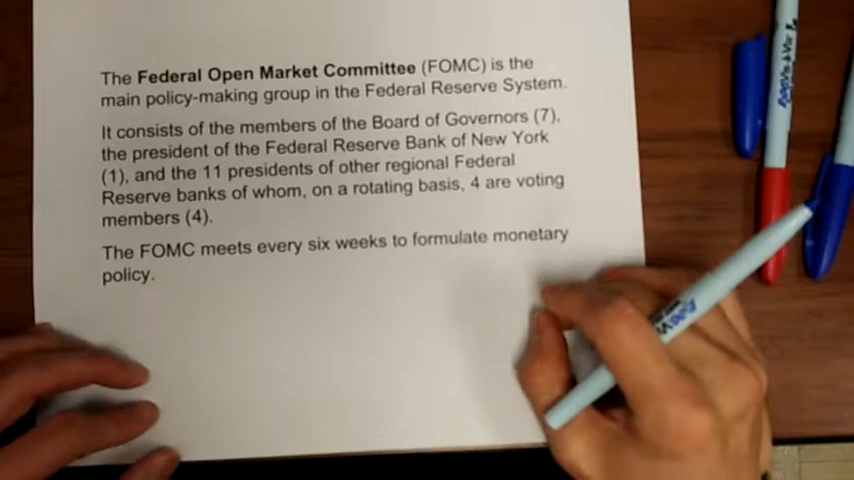 The Federal Open Market Committee (FOMC) is the
main policy-making group in the Federal Reserve System.
It consists of the members of the Board of Governors (7),
the president of the Federal Reserve Bank of New York
(1), and the 11 presidents of other regional Federal
Reserve banks of whom, on a rotating basis, 4 are voting
members (4).
The FOMC meets every six weeks to formulate monetary
policy.